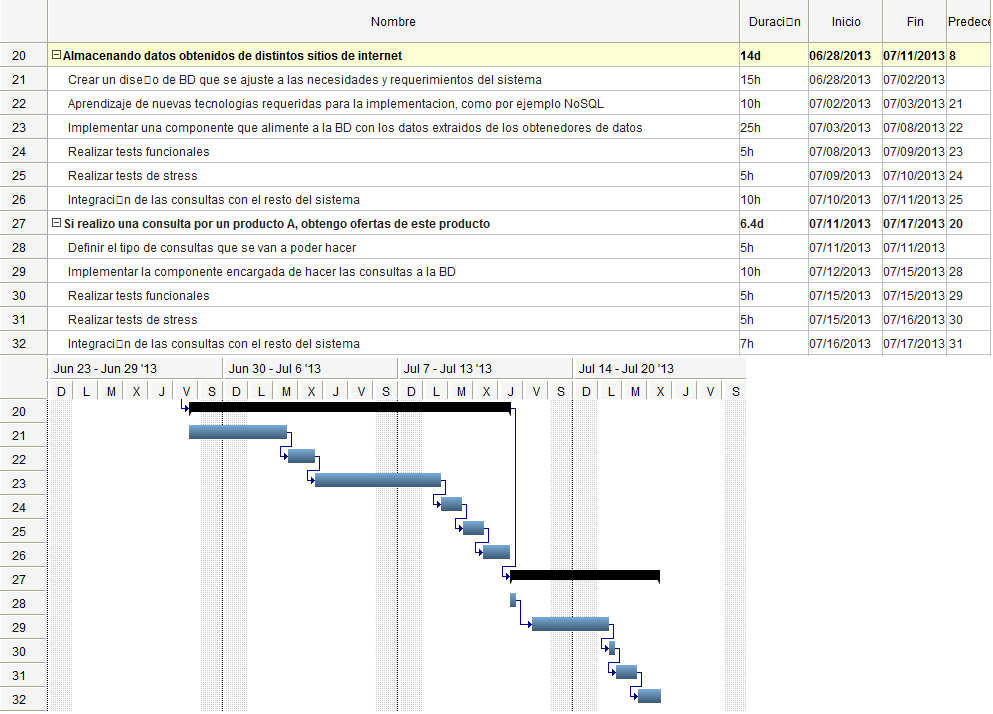 Nombre Duraci▯n Inicio Fin Predece
20 Almacenando datos obtenidos de distintos sitios de internet 14d 06/28/2013 07/11/2013 8
21 Crear un dise▯o de BD que se ajuste a las necesidades y requerimientos del sistema 15h 06/28/2013 07/02/2013
22 Aprendizaje de nuevas tecnologias requeridas para la implementacion, como por ejemplo NoSQL 10h 07/02/2013 07/03/2013 21
23 Implementar una componente que alimente a la BD con los datos extraidos de los obtenedores de datos 25h 07/03/2013 07/08/2013 22
24 Realizar tests funcionales 5h 07/08/2013 07/09/2013 23
25 Realizar tests de stress 5h 07/09/2013 07/10/2013 24
26 Integraci▯n de las consultas con el resto del sistema 10h 07/10/2013 07/11/2013 25
27 Si realizo una consulta por un producto A, obtengo ofertas de este producto 6.4d 07/11/2013 07/17/2013 20
28 Definir el tipo de consultas que se van a poder hacer 5h 07/11/2013 07/11/2013
29 Implementar la componente encargada de hacer las consultas a la BD 10h 07/12/2013 07/15/2013 28
30 Realizar tests funcionales 5h 07/15/2013 07/15/2013 29
31 Realizar tests de stress 5h 07/15/2013 07/16/2013 30
32 Integraci▯n de las consultas con el resto del sistema 7h 07/16/2013 07/17/2013 31
Jun 23 - Jun 29 '13 Jun 30 - Jul 6 '13 Jul 7 - Jul 13 '13 Jul 14 - Jul 20 '13
D L M X J V S D L M X J V S D L M X J V S D L M X J V S
20
21
22
23
24
25
26
27
28
29
30
31
32